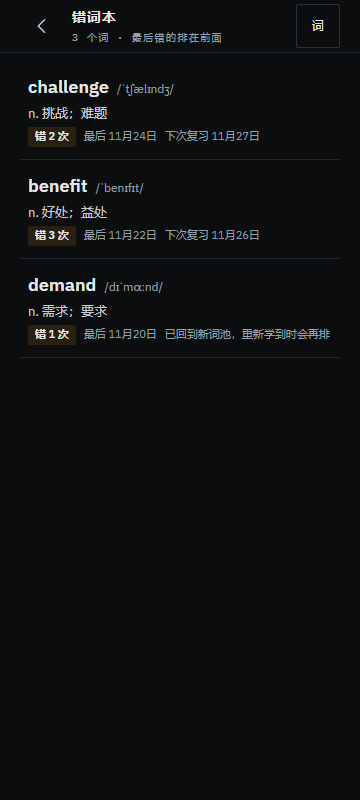 错词本
3 个词 · 最后错的排在前面
词
challenge /ˈtʃælɪndʒ/
n. 挑战；难题
错 2 次 最后 11月24日 下次复习 11月27日
benefit /ˈbenɪfɪt/
n. 好处；益处
错 3 次 最后 11月22日 下次复习 11月26日
demand /dɪˈmɑːnd/
n. 需求；要求
错 1 次 最后 11月20日 已回到新词池，重新学到时会再排